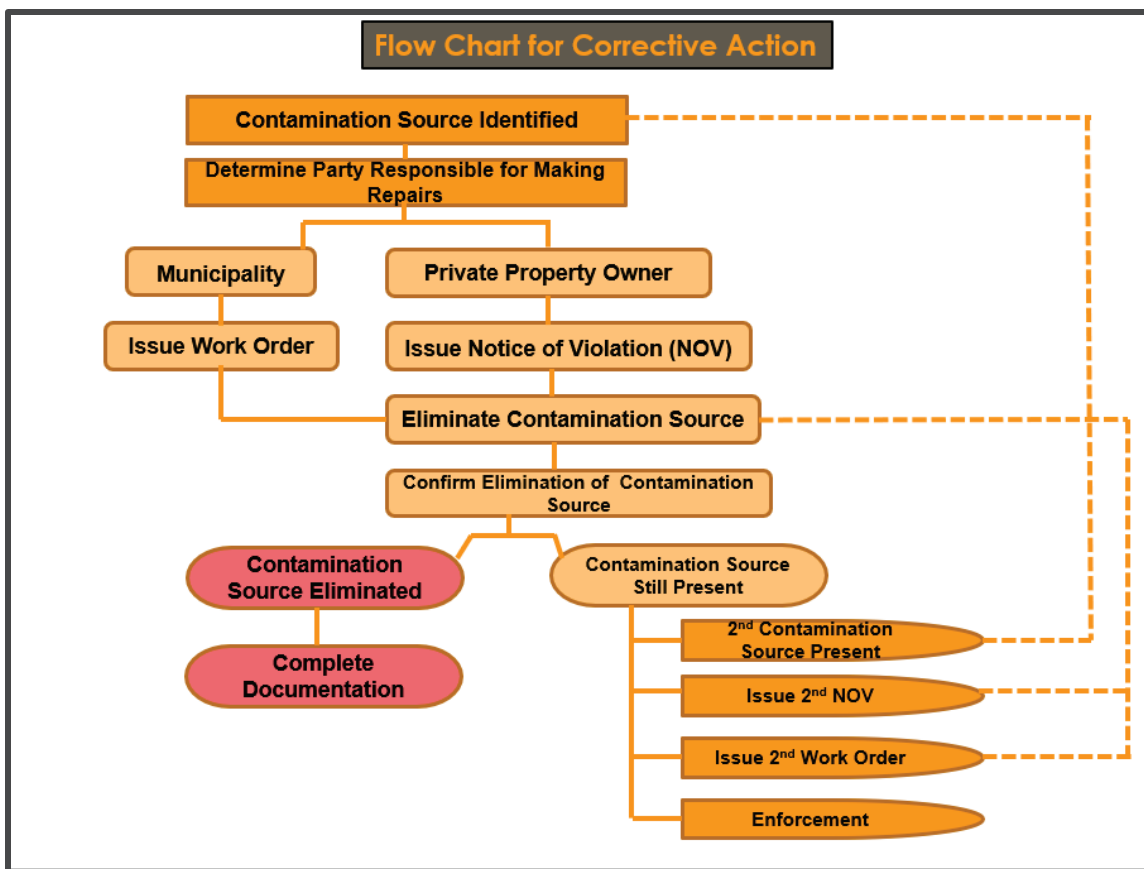 Flow Chart for Corrective Action
Contamination Source Identified
Determine Party Responsible for Making
Repairs
Municipality
Private Property Owner
Issue Work Order
Issue Notice of Violation (NOV)
Eliminate Contamination Source
Confirm Elimination of Contamination
Source
Contamination
Source Eliminated
Contamination Source
Still Present
2nd Contamination
Source Present
Complete
Documentation
Issue 2nd NOV
Issue 2nd Work Order
Enforcement